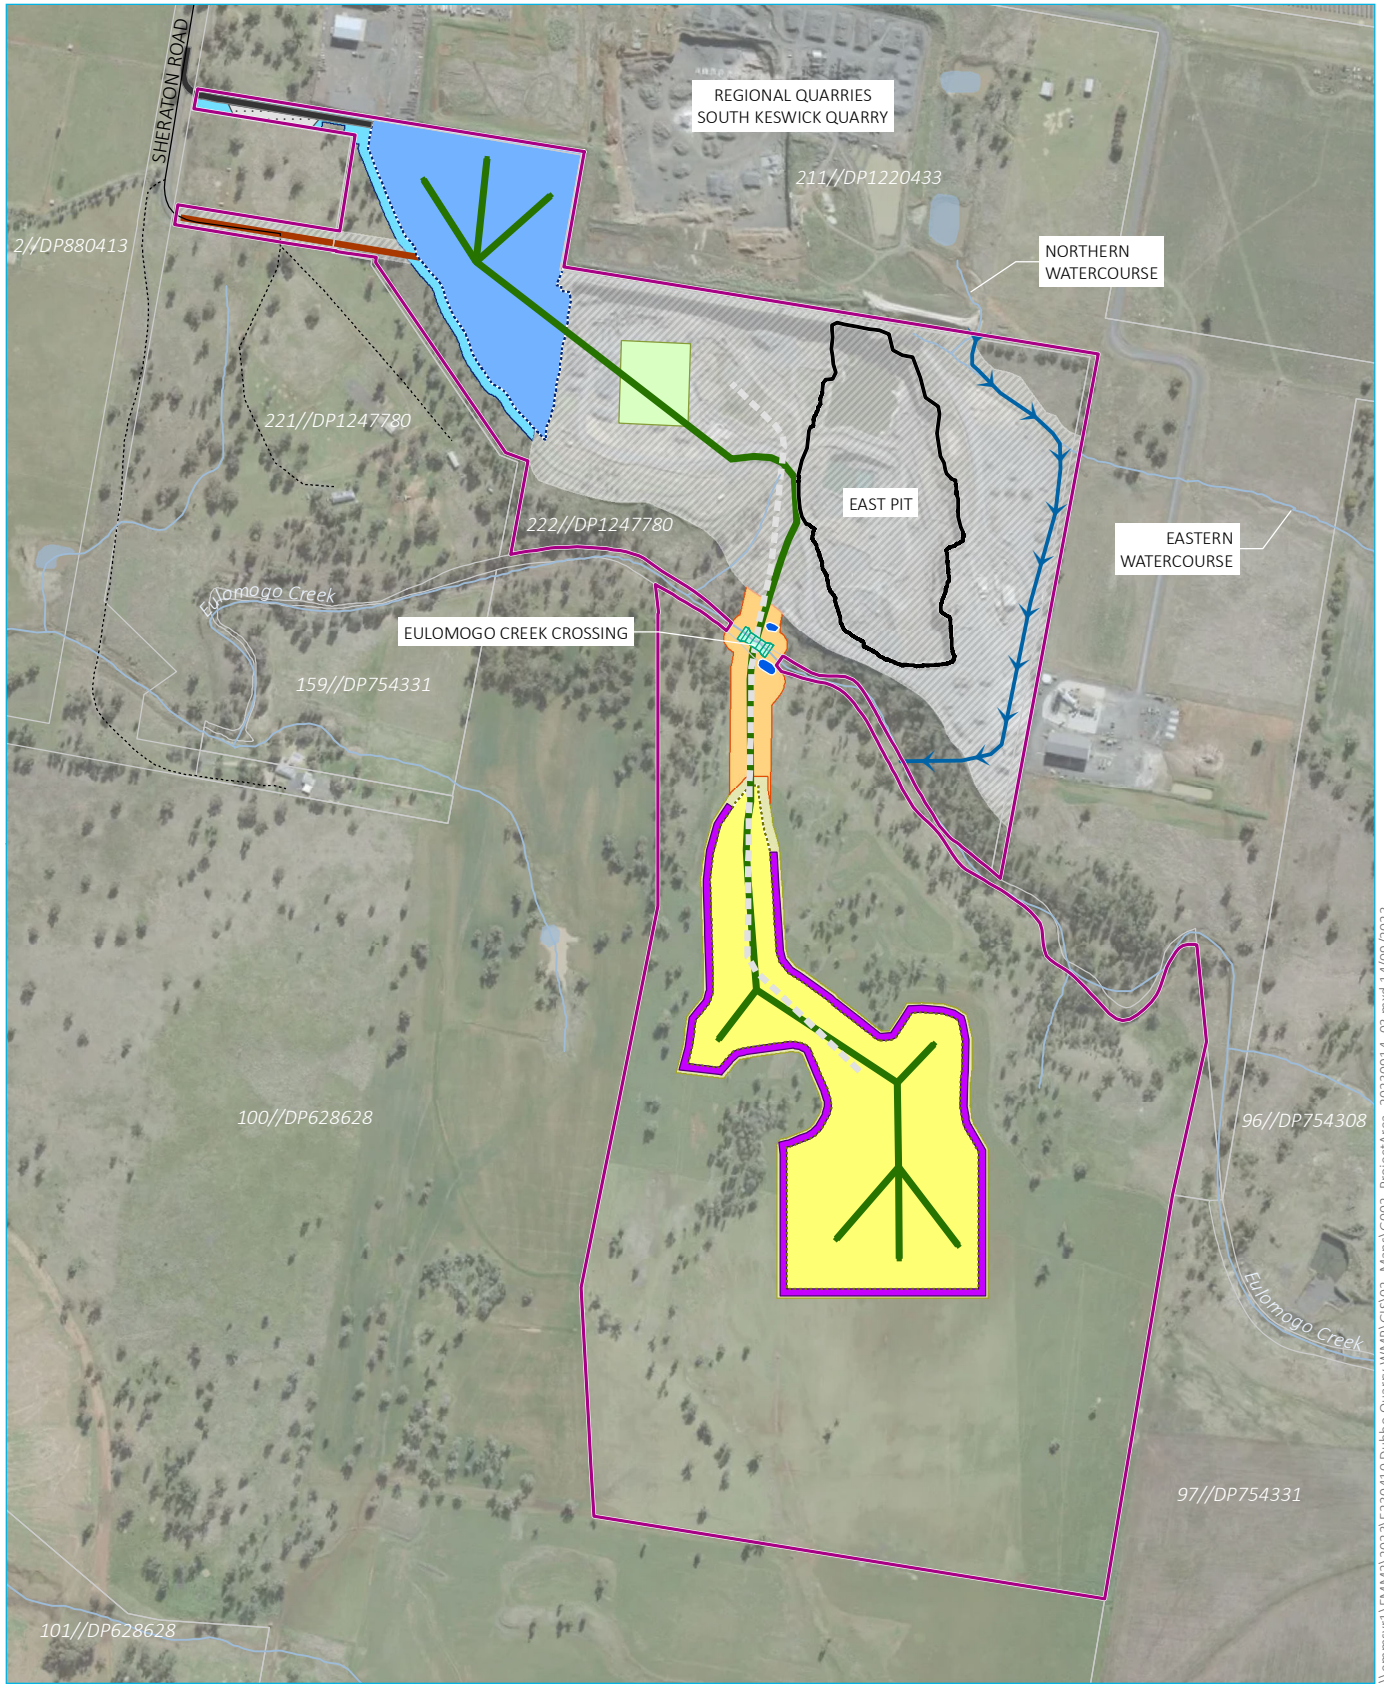 SHERATON ROAD
REGIONAL QUARRIES
SOUTH KESWICK QUARRY
211//DP1220433
2//DP880413
NORTHERN
WATERCOURSE
221//DP1247780
EAST PIT
222//DP1247780
EASTERN
WATERCOURSE
Eulomogo Creek
EULOMOGO CREEK CROSSING
159//DP754331
100//DP628628
96//DP754308
Eulomogo Creek
97//DP754331
101//DP628628